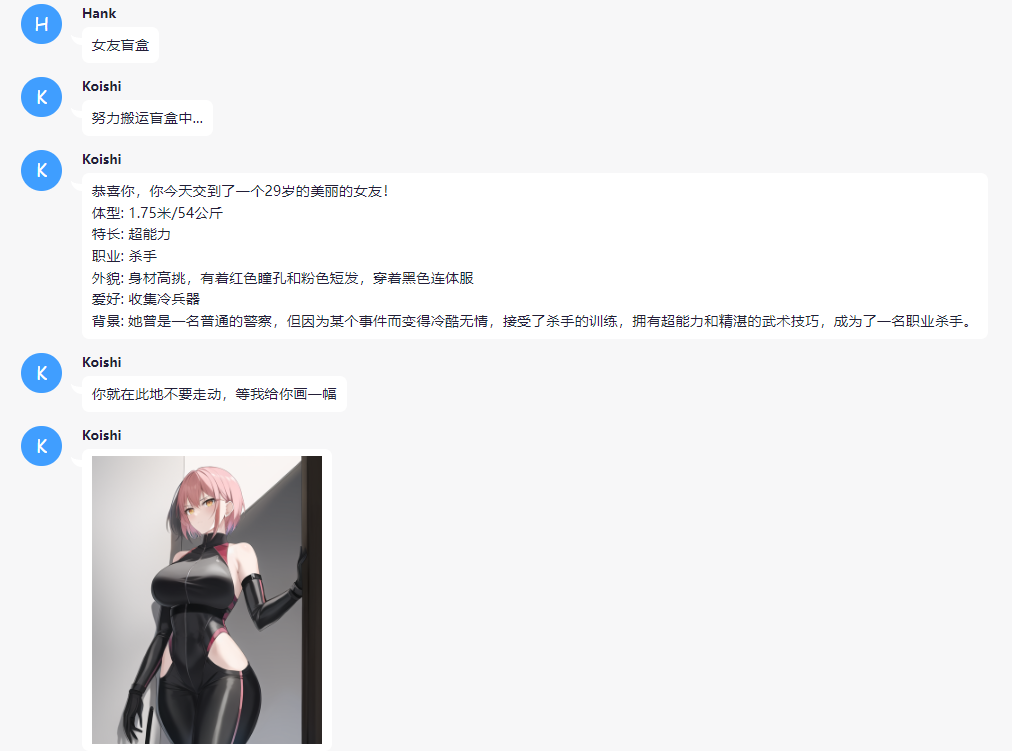 H
Hank
女友盲盒
K
Koishi
努力搬运盲盒中...
K
Koishi
恭喜你，你今天交到了一个29岁的美丽的女友！
体型: 1.75米/54公斤
特长: 超能力
职业: 杀手
外貌: 身材高挑，有着红色瞳孔和粉色短发，穿着黑色连体服
爱好: 收集冷兵器
背景: 她曾是一名普通的警察，但因为某个事件而变得冷酷无情，接受了杀手的训练，拥有超能力和精湛的武术技巧，成为了一名职业杀手。
K
Koishi
你就在此地不要走动，等我给你画一幅
K
Koishi